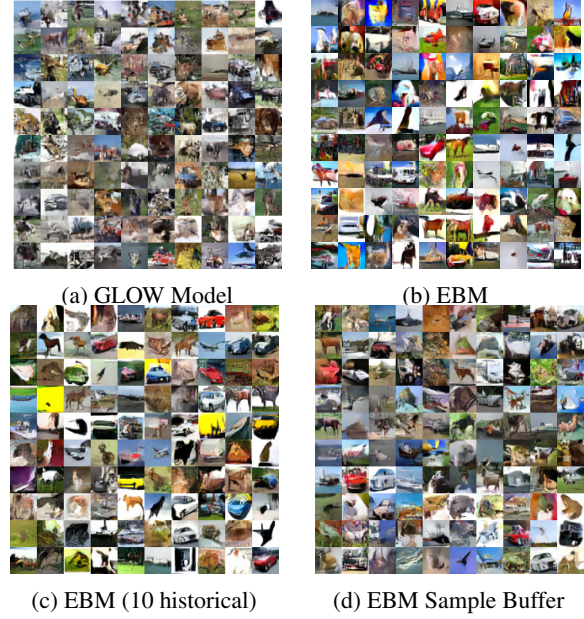 (a) GLOW Model
(b) EBM
(c) EBM (10 historical)
(d) EBM Sample Buffer